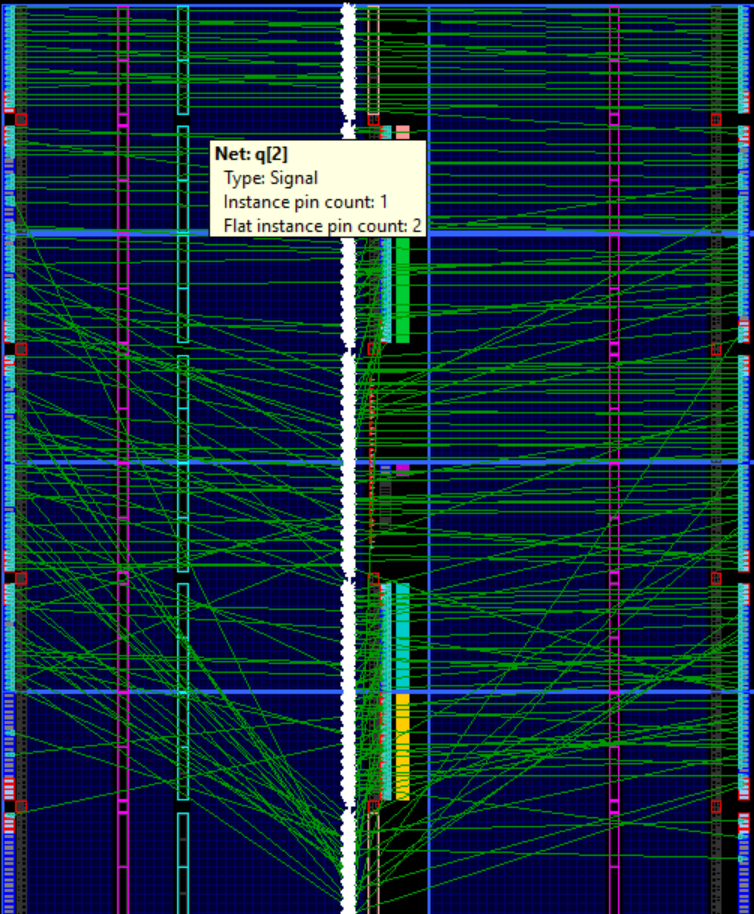 Net: q[2]
Type: Signal
Instance pin count: 1
Flat instance pin count: 2